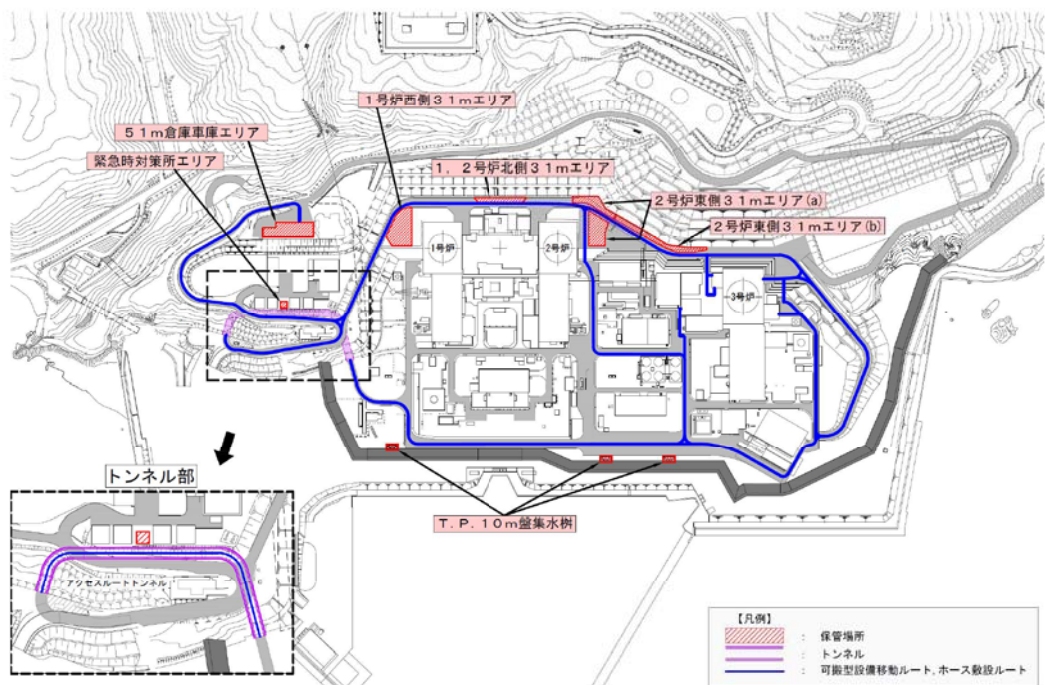 1号炉西側31mエリア
51m倉庫車庫エリア
緊急時対策所エリア
1,2号炉北側31mエリア
2号炉東側31mエリア(a)
2号炉東側31mエリア(b)
1号炉
2号炉
3号炉
トンネル部
T.P.10m盤集水桝
アクセスルートトンネル
【凡例】
： 保管場所
： トンネル
： 可搬型設備移動ルート,ホース敷設ルート